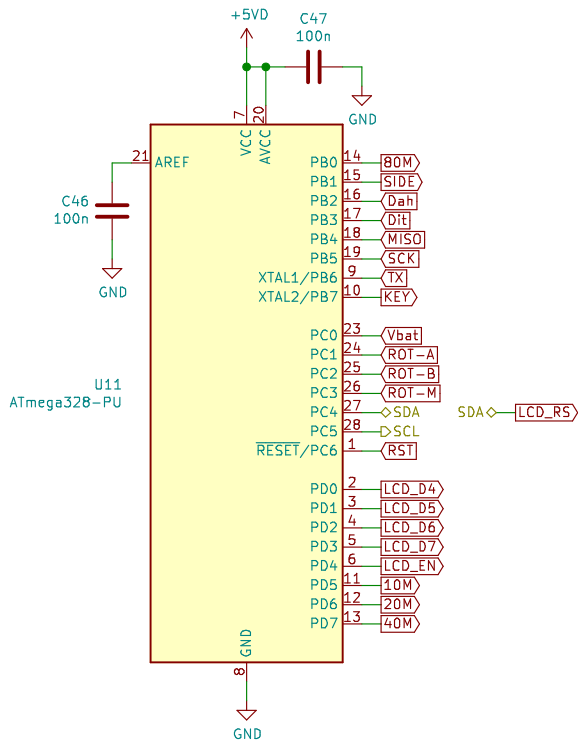 +5VD
C47
100n
GND
7
20
VCC
AVCC
21 AREF
C46
100n
GND
U11
ATmega328-PU
PB0 14 80M
PB1 15 SIDE
PB2 16 Dah
PB3 17 Dit
PB4 18 MISO
PB5 19 SCK
XTAL1/PB6 9 TX
XTAL2/PB7 10 KEY
PC0 23 Vbat
PC1 24 ROT-A
PC2 25 ROT-B
PC3 26 ROT-M
PC4 27 SDA SDA LCD_RS
PC5 28 SCL
RESET/PC6 1 RST
PD0 2 LCD_D4
PD1 3 LCD_D5
PD2 4 LCD_D6
PD3 5 LCD_D7
PD4 6 LCD_EN
PD5 11 10M
PD6 12 20M
PD7 13 40M
GND
8
GND